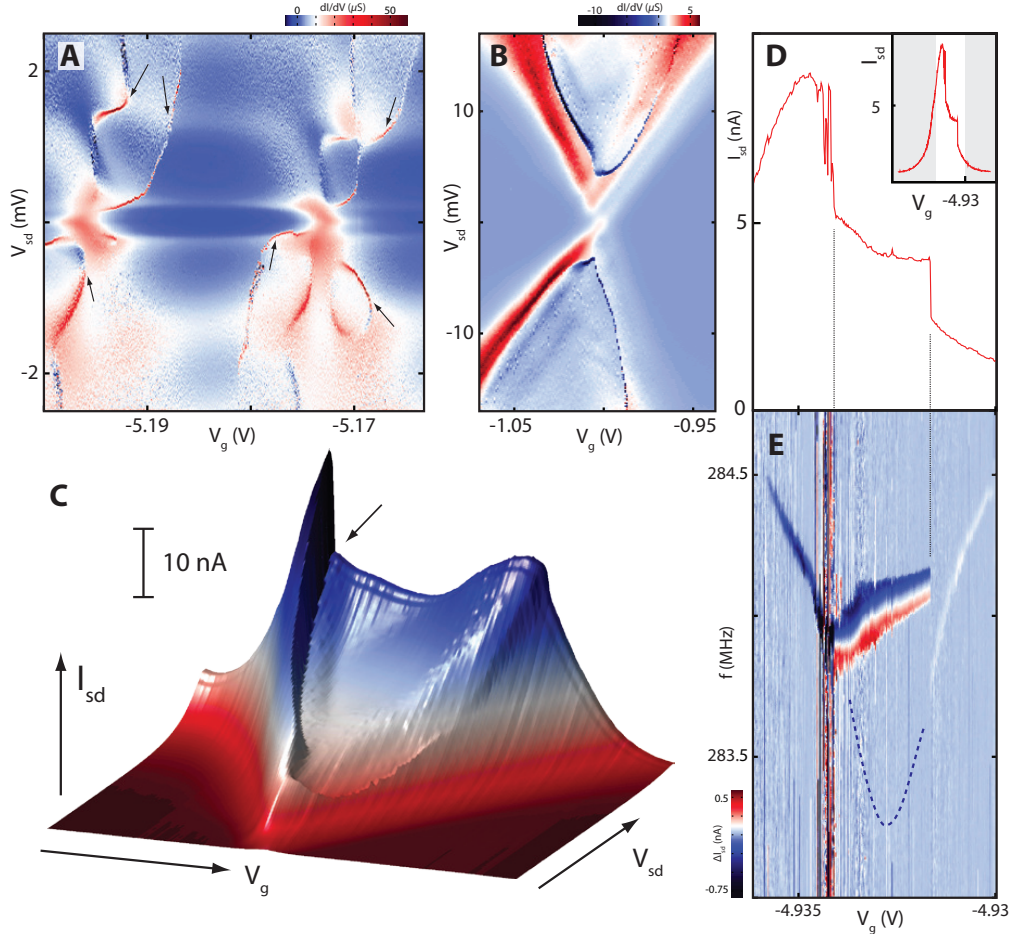 dI/dV (µS)
0 50
A
2
0
-2
V_sd (mV)
-5.19 -5.17
V_g (V)
dI/dV (µS)
-10 5
B
10
0
-10
V_sd (mV)
-1.05 -0.95
V_g (V)
C
10 nA
I_sd
V_g
V_sd
D
I_sd (nA)
5
0
I_sd
5
V_g -4.93
E
284.5
f (MHz)
283.5
0.5
ΔI_sd (nA)
-0.75
-4.935 -4.93
V_g (V)